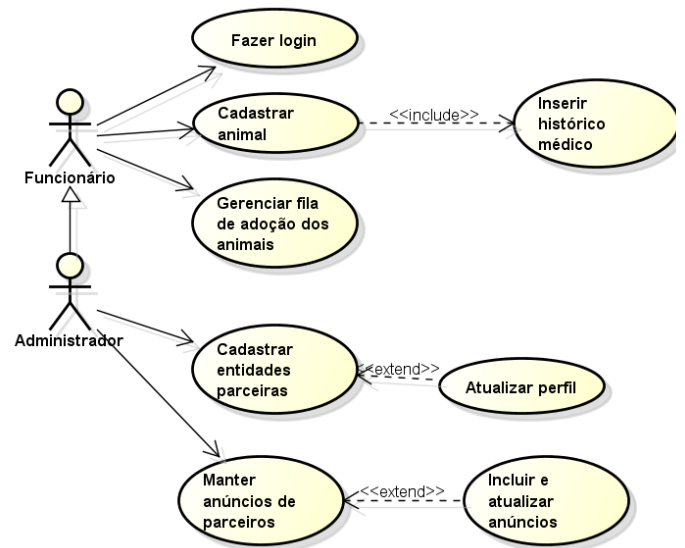 Fazer login
Cadastrar
animal
<<include>>
Inserir
histórico
médico
Funcionário
Gerenciar fila
de adoção dos
animais
Administrador
Cadastrar
entidades
parceiras
<<extend>>
Atualizar perfil
Manter
anúncios de
parceiros
<<extend>>
Incluir e
atualizar
anúncios